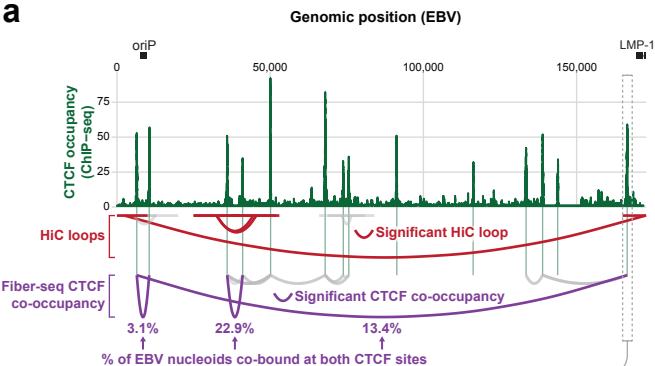 a
Genomic position (EBV)
oriP
LMP-1
0
50,000
100,000
150,000
CTCF occupancy
(ChIP−seq)
75
50
25
0
HiC loops
Significant HiC loop
Fiber-seq CTCF
co-occupancy
Significant CTCF co-occupancy
3.1%
22.9%
13.4%
% of EBV nucleoids co-bound at both CTCF sites